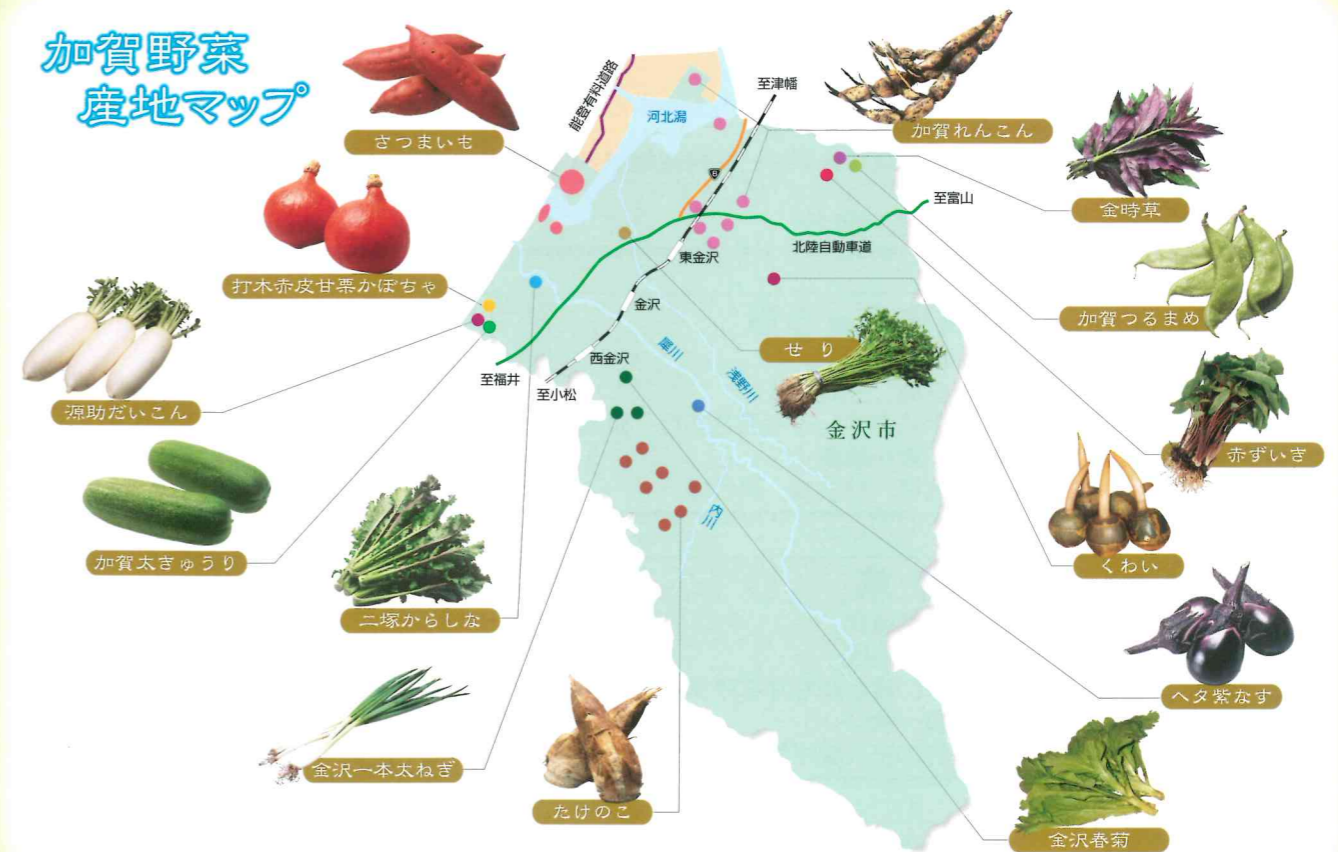 加賀野菜
産地マップ
さつまいも
能登有料道路
河北潟
至津幡
加賀れんこん
金時草
打木赤皮甘栗かぼちゃ
8
至富山
北陸自動車道
東金沢
加賀つるまめ
源助だいこん
金沢
せり
犀川
浅野川
西金沢
至福井
至小松
金沢市
赤ずいき
加賀太きゅうり
二塚からしな
内川
くわい
ヘタ紫なす
金沢一本太ねぎ
たけのこ
金沢春菊